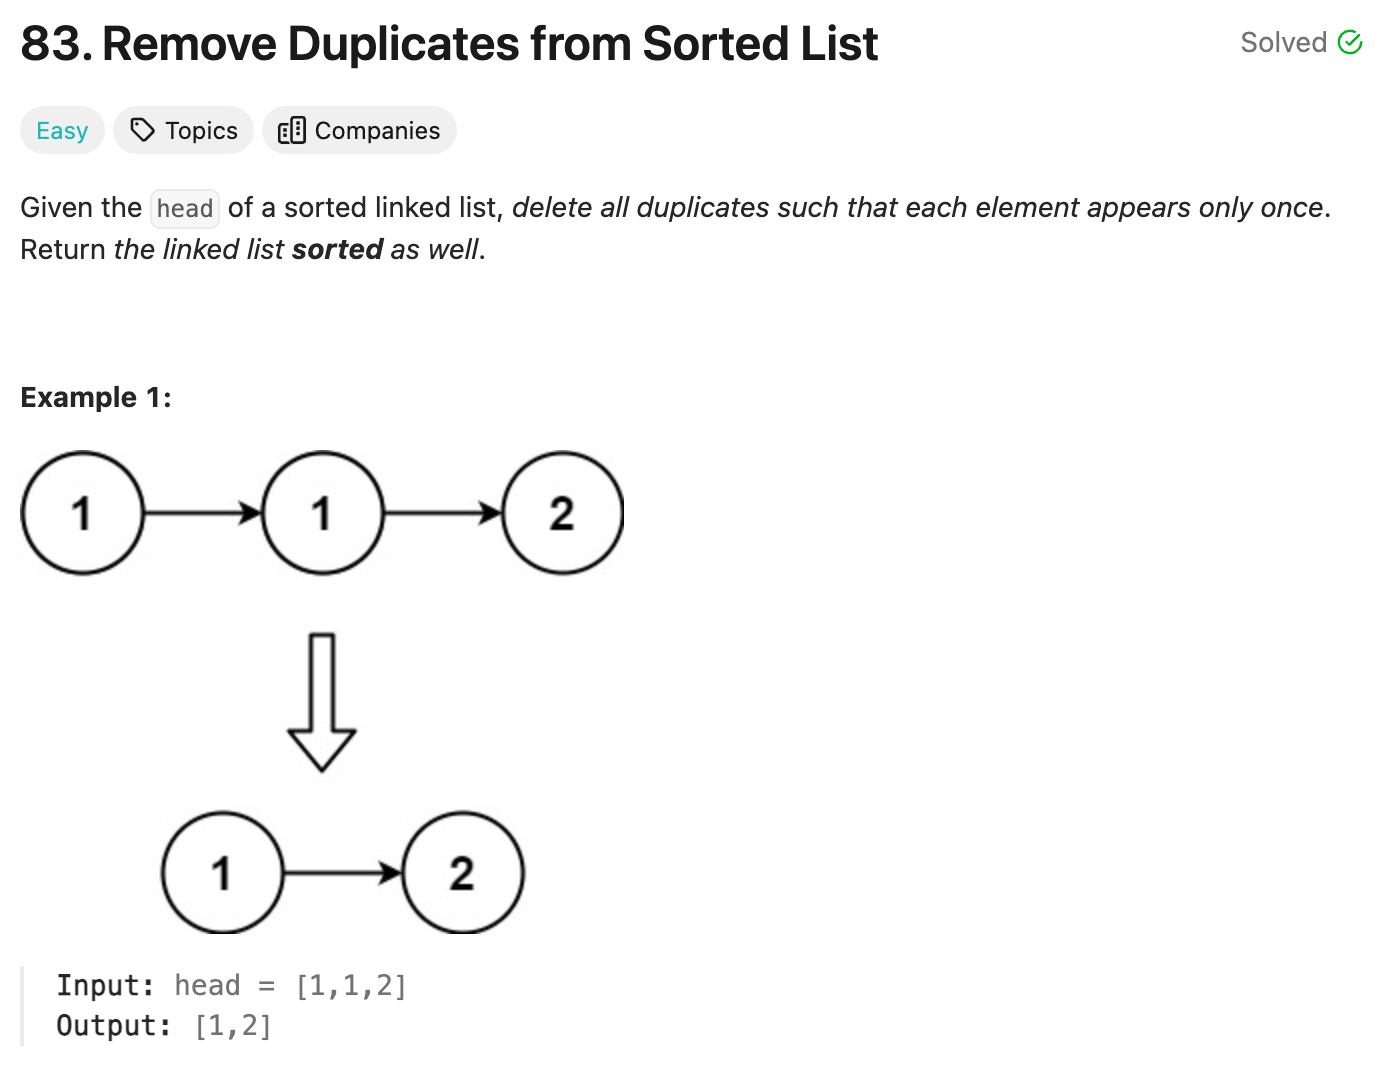 83. Remove Duplicates from Sorted List
Solved
Easy
Topics
Companies
Given the head of a sorted linked list, delete all duplicates such that each element appears only once.
Return the linked list sorted as well.
Example 1:
1 1 2
1 2
Input: head = [1,1,2]
Output: [1,2]